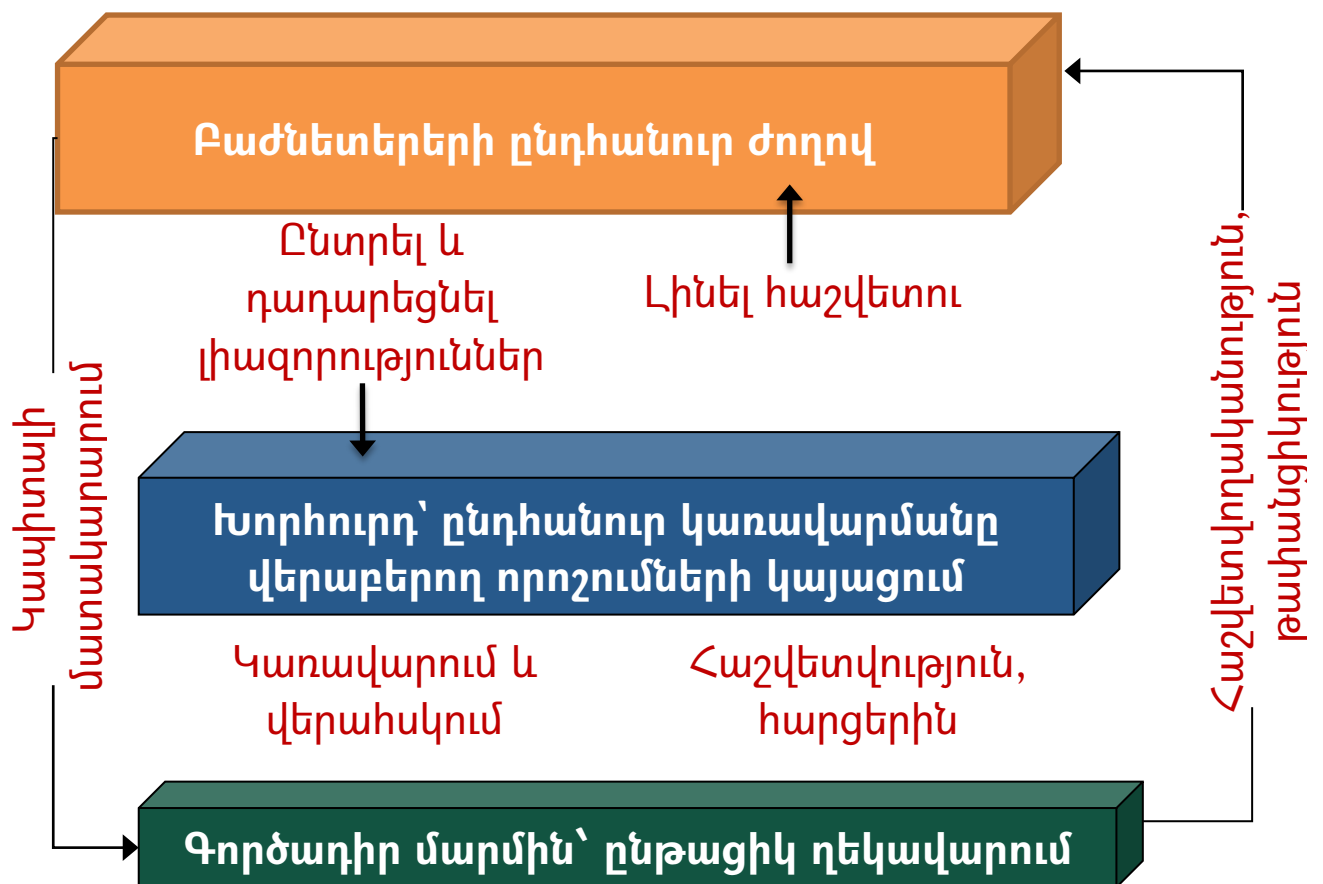 Բաժնետերերի ընդհանուր ժողով
Ընտրել և
դադարեցնել
լիազորություններ
Լինել հաշվետու
Կապիտալի
մատակարարում
Հաշվետվողականություն,
թափանցիկություն
Խորհուրդ՝ ընդհանուր կառավարմանը
վերաբերող որոշումների կայացում
Կառավարում և
վերահսկում
Հաշվետվություն,
հարցերին
Գործադիր մարմին՝ ընթացիկ ղեկավարում